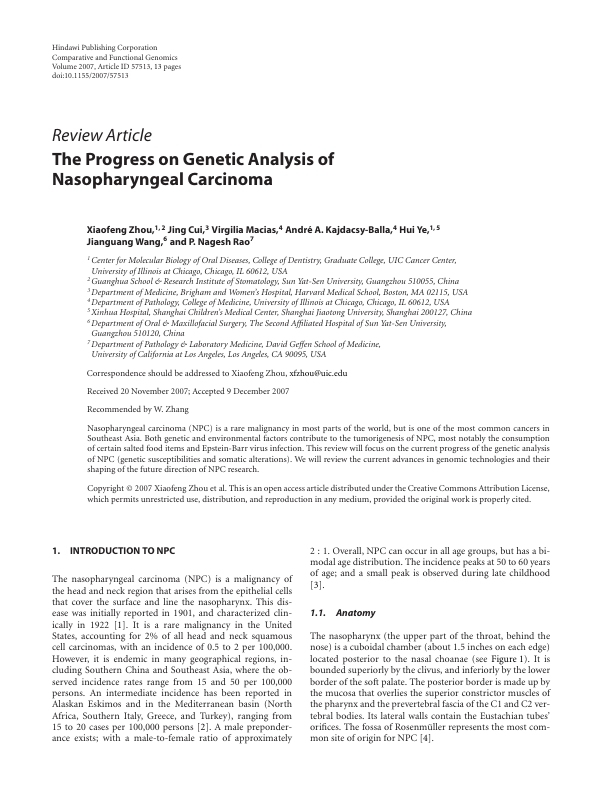 Hindawi Publishing Corporation
Comparative and Functional Genomics
Volume 2007, Article ID 57513, 13 pages
doi:10.1155/2007/57513
Review Article
The Progress on Genetic Analysis of
Nasopharyngeal Carcinoma
Xiaofeng Zhou,1, 2 Jing Cui,3 Virgilia Macias,4 André A. Kajdacsy-Balla,4 Hui Ye,1, 5
Jianguang Wang,6 and P. Nagesh Rao7
1 Center for Molecular Biology of Oral Diseases, College of Dentistry, Graduate College, UIC Cancer Center,
University of Illinois at Chicago, Chicago, IL 60612, USA
2 Guanghua School & Research Institute of Stomatology, Sun Yat-Sen University, Guangzhou 510055, China
3 Department of Medicine, Brigham and Women's Hospital, Harvard Medical School, Boston, MA 02115, USA
4 Department of Pathology, College of Medicine, University of Illinois at Chicago, Chicago, IL 60612, USA
5 Xinhua Hospital, Shanghai Children's Medical Center, Shanghai Jiaotong University, Shanghai 200127, China
6 Department of Oral & Maxillofacial Surgery, The Second Affiliated Hospital of Sun Yat-Sen University,
Guangzhou 510120, China
7 Department of Pathology & Laboratory Medicine, David Geffen School of Medicine,
University of California at Los Angeles, Los Angeles, CA 90095, USA
Correspondence should be addressed to Xiaofeng Zhou, xfzhou@uic.edu
Received 20 November 2007; Accepted 9 December 2007
Recommended by W. Zhang
Nasopharyngeal carcinoma (NPC) is a rare malignancy in most parts of the world, but is one of the most common cancers in
Southeast Asia. Both genetic and environmental factors contribute to the tumorigenesis of NPC, most notably the consumption
of certain salted food items and Epstein-Barr virus infection. This review will focus on the current progress of the genetic analysis
of NPC (genetic susceptibilities and somatic alterations). We will review the current advances in genomic technologies and their
shaping of the future direction of NPC research.
Copyright © 2007 Xiaofeng Zhou et al. This is an open access article distributed under the Creative Commons Attribution License,
which permits unrestricted use, distribution, and reproduction in any medium, provided the original work is properly cited.
1. INTRODUCTION TO NPC
The nasopharyngeal carcinoma (NPC) is a malignancy of
the head and neck region that arises from the epithelial cells
that cover the surface and line the nasopharynx. This dis-
ease was initially reported in 1901, and characterized clin-
ically in 1922 [1]. It is a rare malignancy in the United
States, accounting for 2% of all head and neck squamous
cell carcinomas, with an incidence of 0.5 to 2 per 100,000.
However, it is endemic in many geographical regions, in-
cluding Southern China and Southeast Asia, where the ob-
served incidence rates range from 15 and 50 per 100,000
persons. An intermediate incidence has been reported in
Alaskan Eskimos and in the Mediterranean basin (North
Africa, Southern Italy, Greece, and Turkey), ranging from
15 to 20 cases per 100,000 persons [2]. A male preponder-
ance exists; with a male-to-female ratio of approximately
2 : 1. Overall, NPC can occur in all age groups, but has a bi-
modal age distribution. The incidence peaks at 50 to 60 years
of age; and a small peak is observed during late childhood
[3].
1.1. Anatomy
The nasopharynx (the upper part of the throat, behind the
nose) is a cuboidal chamber (about 1.5 inches on each edge)
located posterior to the nasal choanae (see Figure 1). It is
bounded superiorly by the clivus, and inferiorly by the lower
border of the soft palate. The posterior border is made up by
the mucosa that overlies the superior constrictor muscles of
the pharynx and the prevertebral fascia of the C1 and C2 ver-
tebral bodies. Its lateral walls contain the Eustachian tubes'
orifices. The fossa of Rosenmüller represents the most com-
mon site of origin for NPC [4].